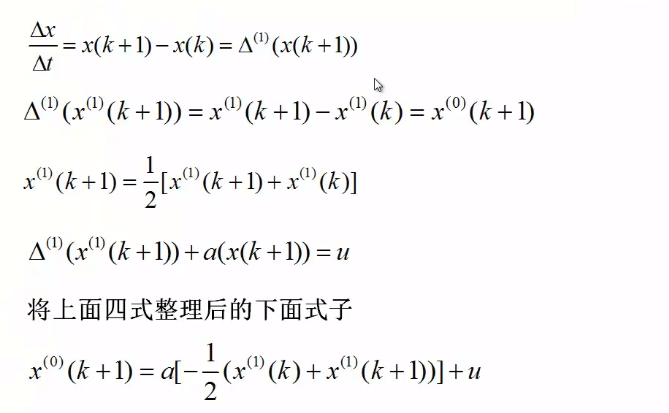 Δx/Δt = x(k+1) − x(k) = Δ⁽¹⁾(x(k+1))
Δ⁽¹⁾(x⁽¹⁾(k+1)) = x⁽¹⁾(k+1) − x⁽¹⁾(k) = x⁽⁰⁾(k+1)
x⁽¹⁾(k+1) = 1/2[x⁽¹⁾(k+1) + x⁽¹⁾(k)]
Δ⁽¹⁾(x⁽¹⁾(k+1)) + a(x(k+1)) = u
将上面四式整理后的下面式子
x⁽⁰⁾(k+1) = a[−1/2(x⁽¹⁾(k) + x⁽¹⁾(k+1))] + u